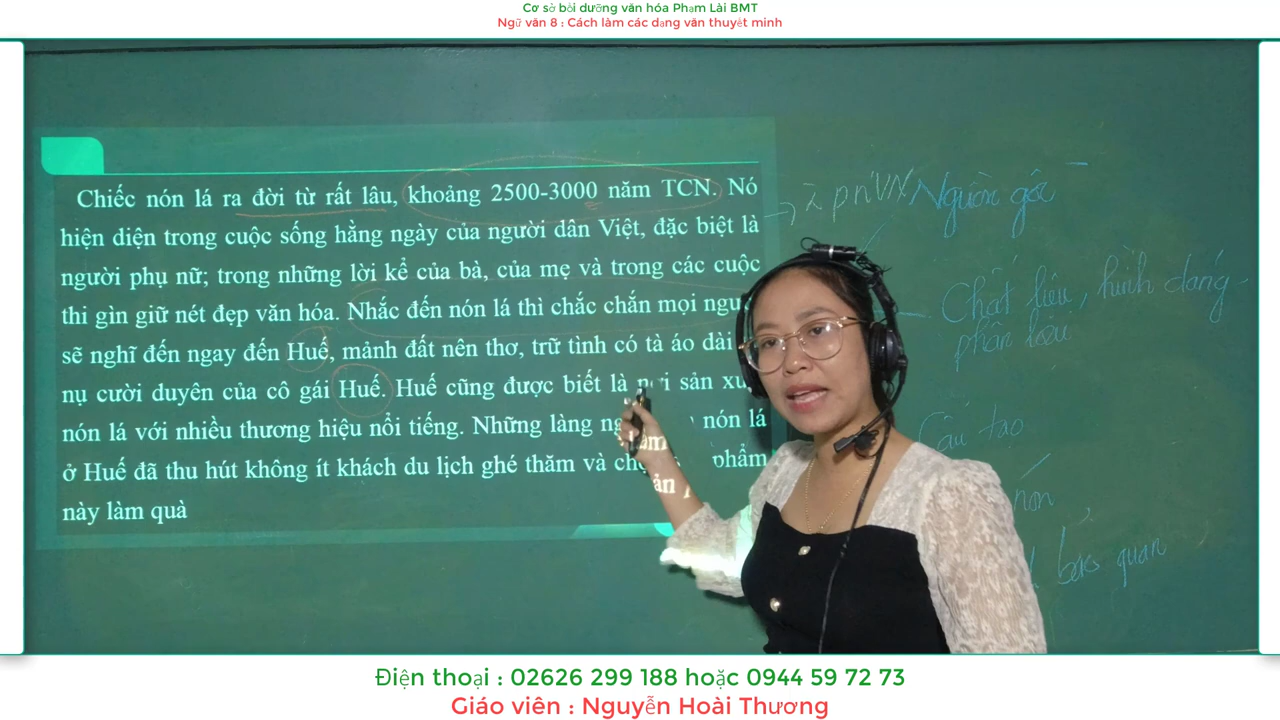 Cơ sở bồi dưỡng văn hóa Phạm Lài BMT
Ngữ văn 8 : Cách làm các dạng văn thuyết minh
Chiếc nón lá ra đời từ rất lâu, khoảng 2500-3000 năm TCN. Nó
hiện diện trong cuộc sống hằng ngày của người dân Việt, đặc biệt là
người phụ nữ; trong những lời kể của bà, của mẹ và trong các cuộc
thi gìn giữ nét đẹp văn hóa. Nhắc đến nón lá thì chắc chắn mọi
sẽ nghĩ đến ngay đến Huế, mảnh đất nên thơ, trữ tình có tà áo dài
nụ cười duyên của cô gái Huế. Huế cũng được biết là nơi sản
nón lá với nhiều thương hiệu nổi tiếng. Những làng nón lá
ở Huế đã thu hút không ít khách du lịch ghé thăm và phẩm
này làm quà
Nguồn gốc
Chất liệu, hình dáng
phân loại
Cấu tạo
nón
bảo quản
Điện thoại : 02626 299 188 hoặc 0944 59 72 73
Giáo viên : Nguyễn Hoài Thương